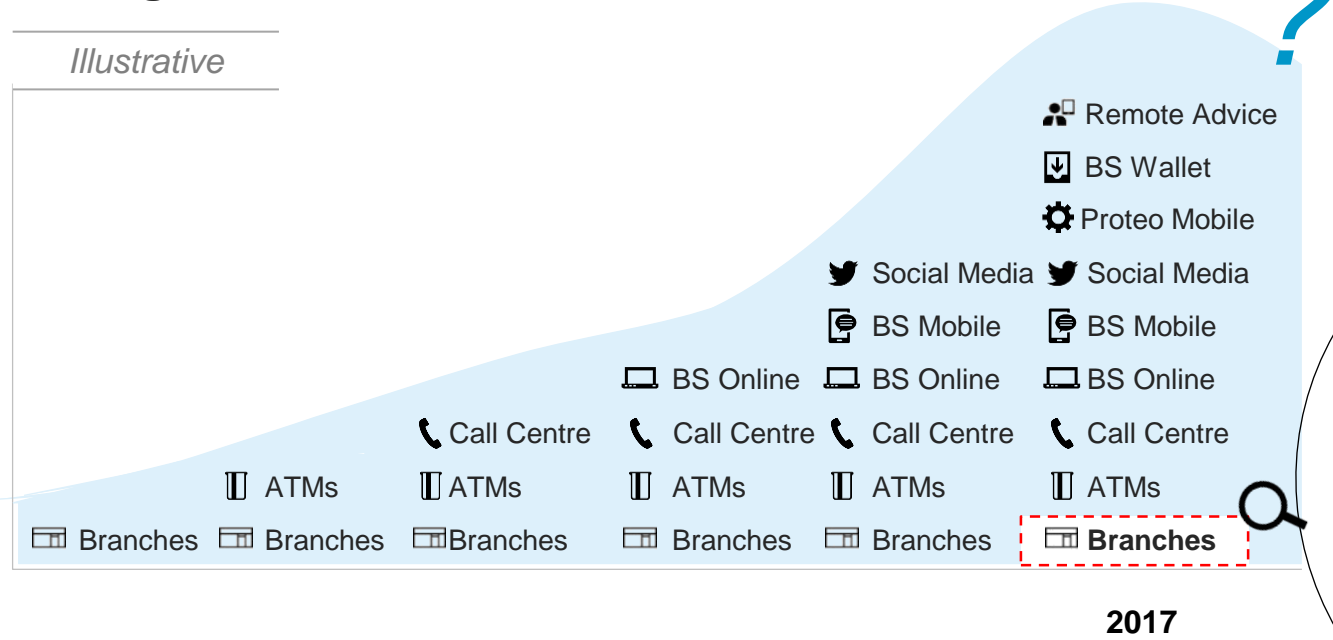 ?
Illustrative
Remote Advice
BS Wallet
Proteo Mobile
Social Media Social Media
BS Mobile BS Mobile
BS Online BS Online BS Online
Call Centre Call Centre Call Centre Call Centre
ATMs ATMs ATMs ATMs ATMs
Branches Branches Branches Branches Branches Branches
2017